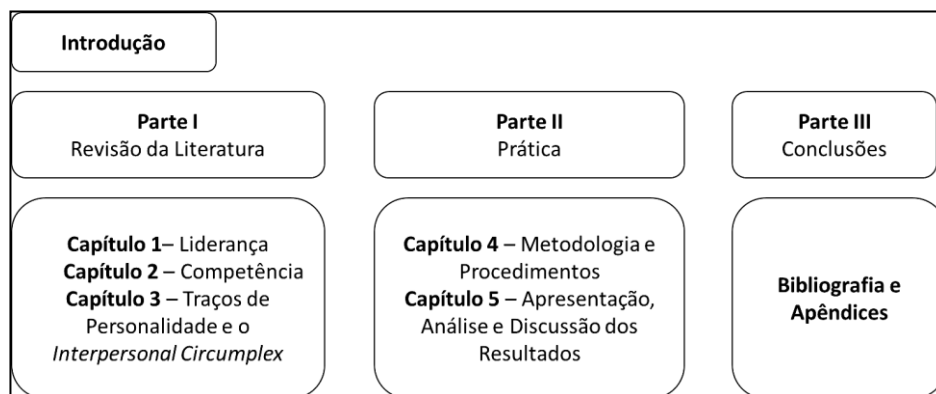 Introdução
Parte I
Revisão da Literatura
Parte II
Prática
Parte III
Conclusões
Capítulo 1– Liderança
Capítulo 2 – Competência
Capítulo 3 – Traços de
Personalidade e o
Interpersonal Circumplex
Capítulo 4 – Metodologia e
Procedimentos
Capítulo 5 – Apresentação,
Análise e Discussão dos
Resultados
Bibliografia e
Apêndices